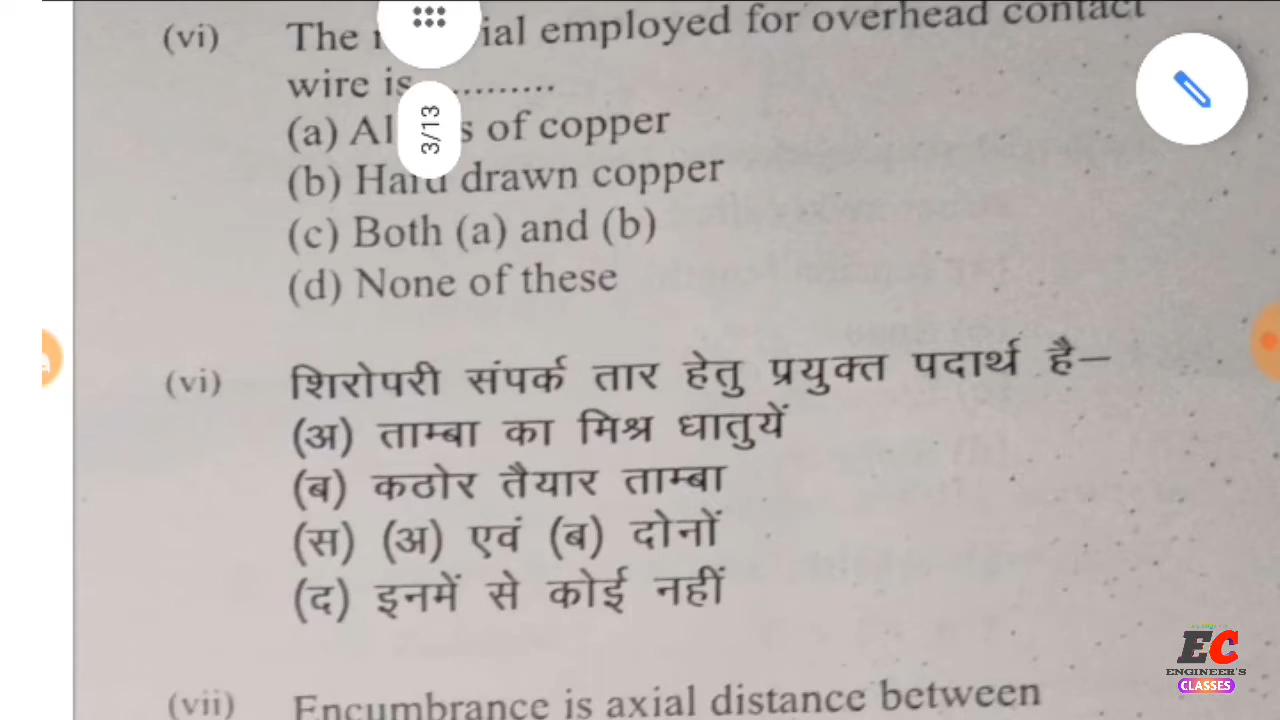 (vi) The ial employed for overhead contact
wire is ..........
(a) s of copper
(b) Hard drawn copper
(c) Both (a) and (b)
(d) None of these
(vi) शिरोपरी संपर्क तार हेतु प्रयुक्त पदार्थ है–
(अ) ताम्बा का मिश्र धातुयें
(ब) कठोर तैयार ताम्बा
(स) (अ) एवं (ब) दोनों
(द) इनमें से कोई नहीं
(vii) Encumbrance is axial distance between
3/13
EC
ENGINEER'S
CLASSES